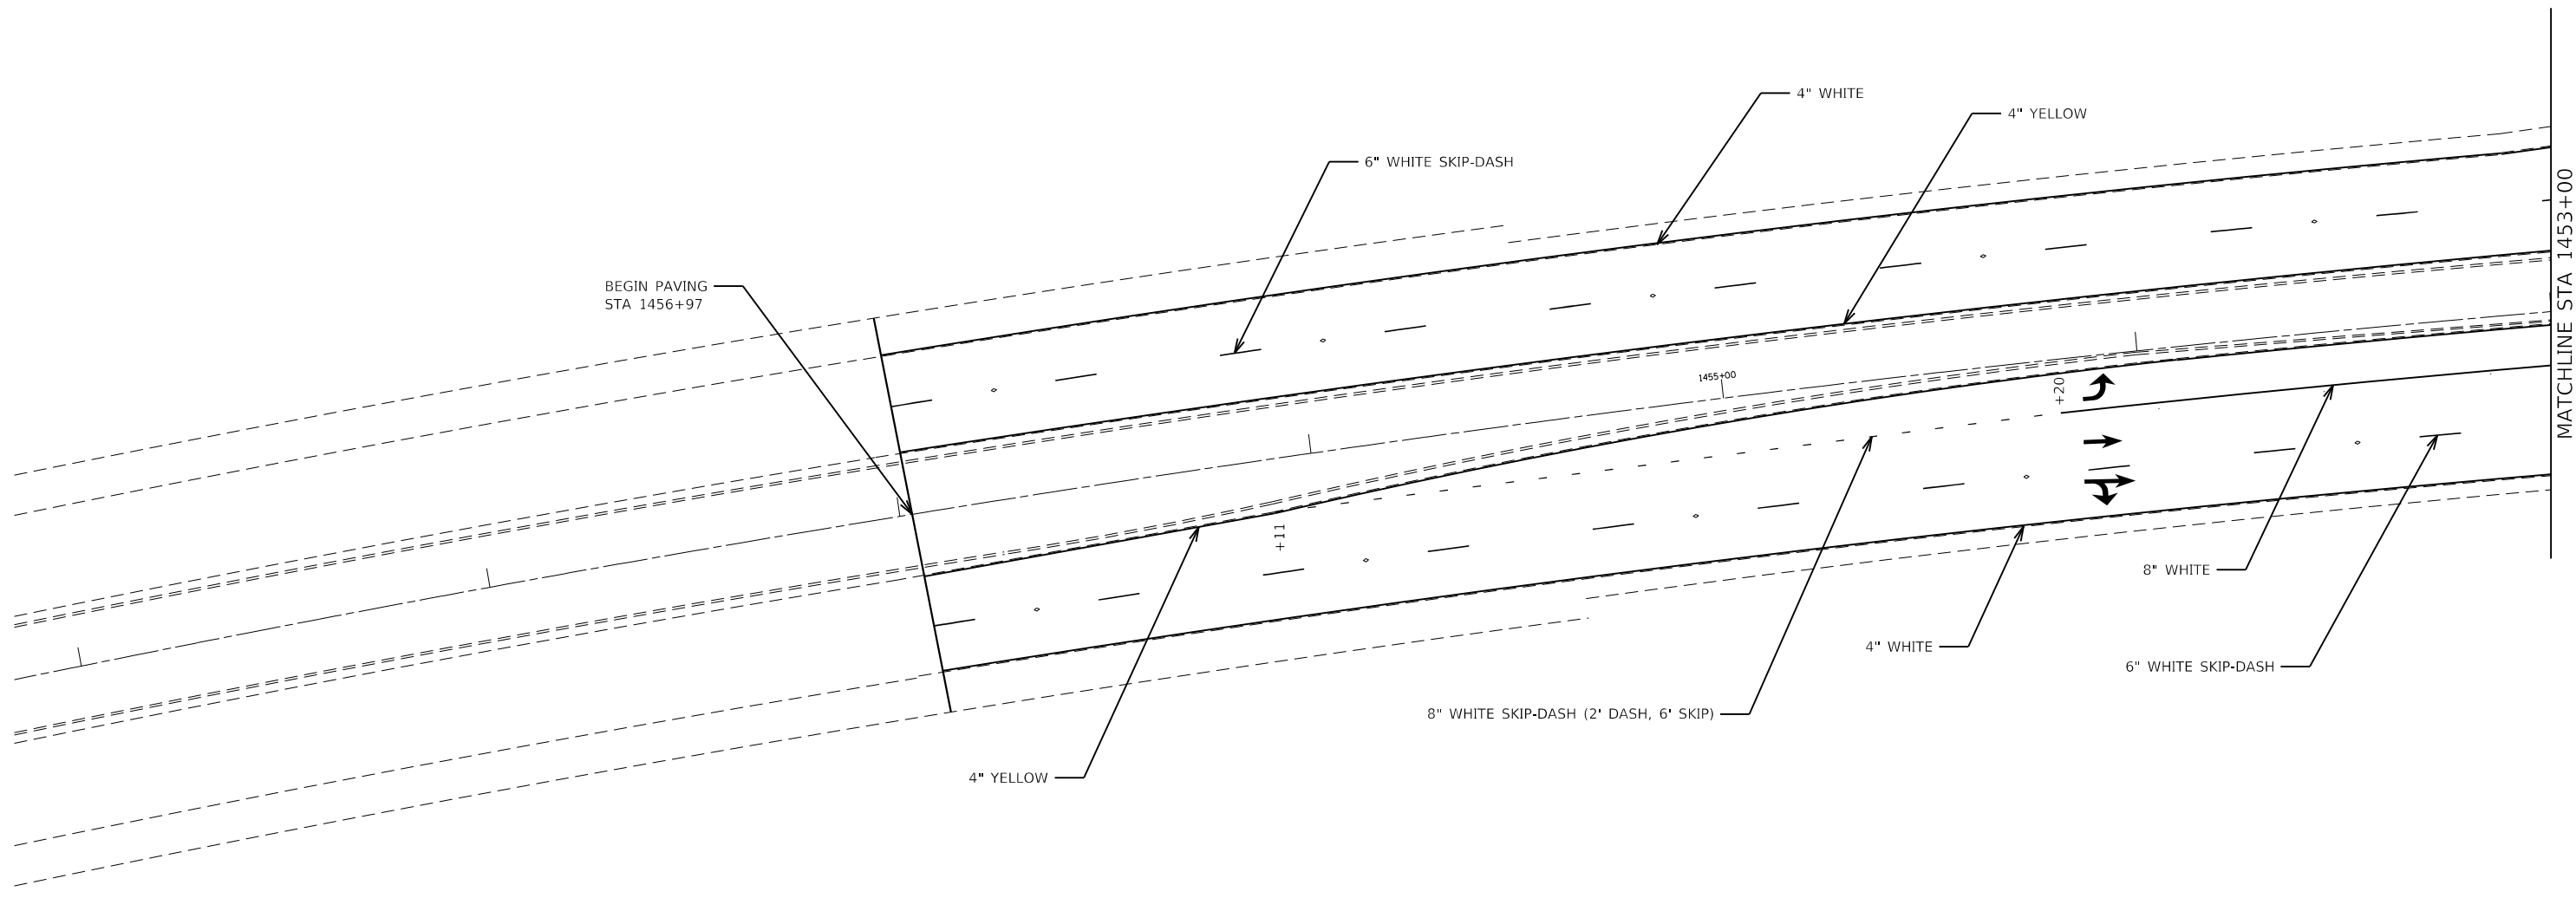 4" WHITE
4" YELLOW
6" WHITE SKIP-DASH
BEGIN PAVING
STA 1456+97
MATCHLINE STA 1453+00
1455+00
+20
+11
8" WHITE
4" WHITE
6" WHITE SKIP-DASH
8" WHITE SKIP-DASH (2' DASH, 6' SKIP)
4" YELLOW